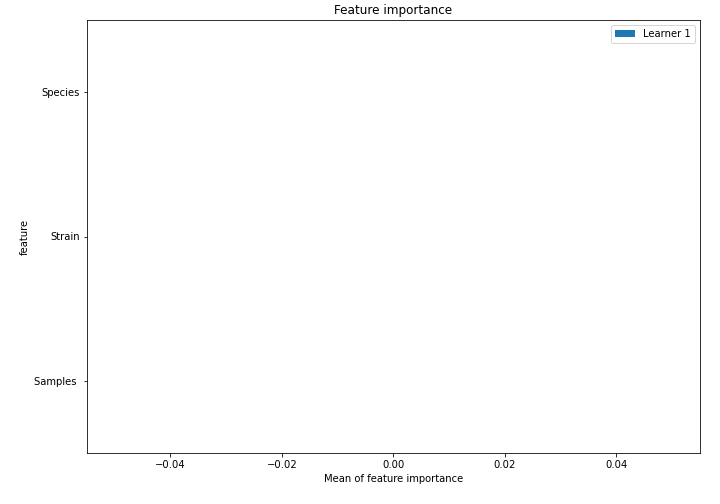 Feature importance
Learner 1
Species
Strain
Samples
feature
−0.04 −0.02 0.00 0.02 0.04
Mean of feature importance